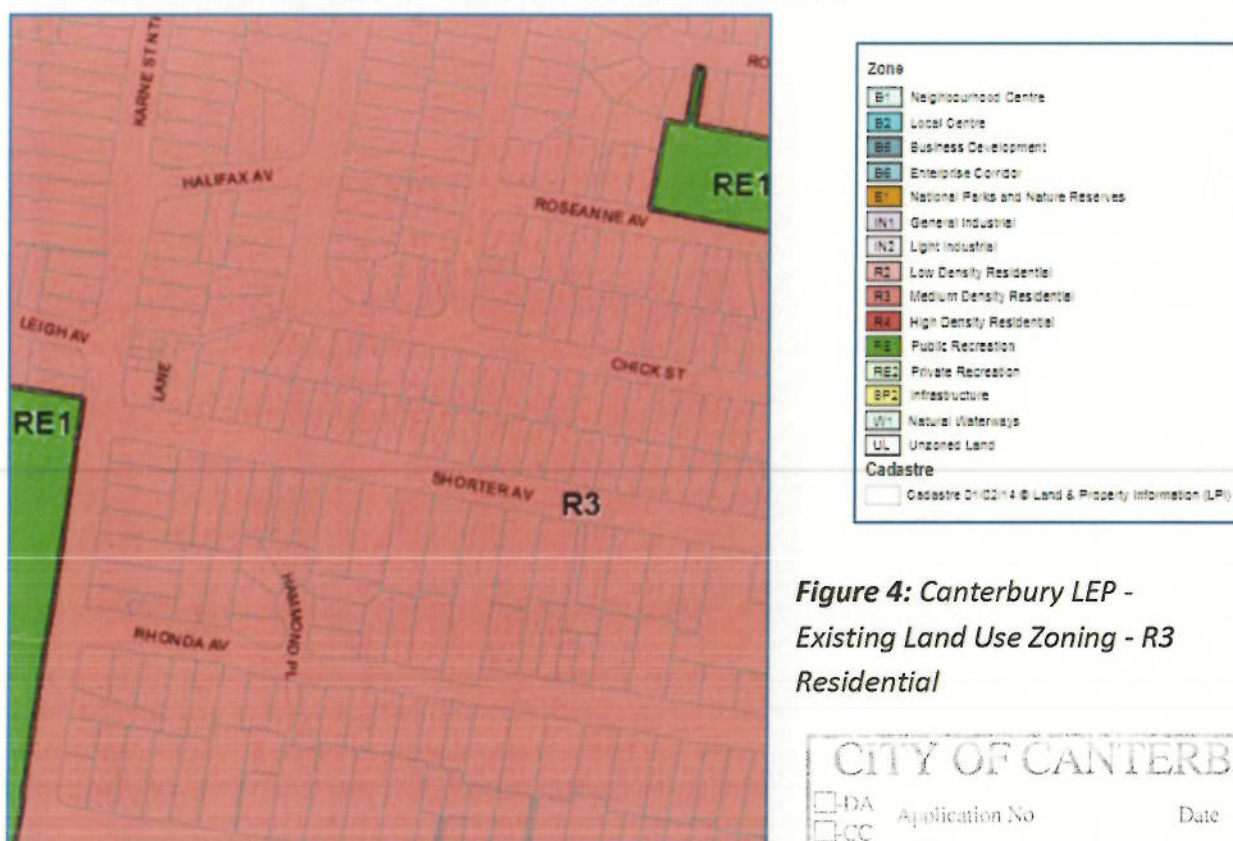 KARNE ST NTH
RO
HALIFAX AV
RE1
ROSEANNE AV
LEIGH AV
LANE
CHICK ST
RE1
SHORTER AV
R3
HAMMOND PL
RHONDA AV
Zone
B1 Neighbourhood Centre
B2 Local Centre
B5 Business Development
B6 Enterprise Corridor
E1 National Parks and Nature Reserves
IN1 General Industrial
IN2 Light Industrial
R2 Low Density Residential
R3 Medium Density Residential
R4 High Density Residential
RE1 Public Recreation
RE2 Private Recreation
SP2 Infrastructure
W1 Natural Waterways
UL Unzoned Land
Cadastre
Cadastre 01/02/14 © Land & Property Information (LPI)
Figure 4: Canterbury LEP -
Existing Land Use Zoning - R3
Residential
CITY OF CANTERB
DA Application No Date
CC